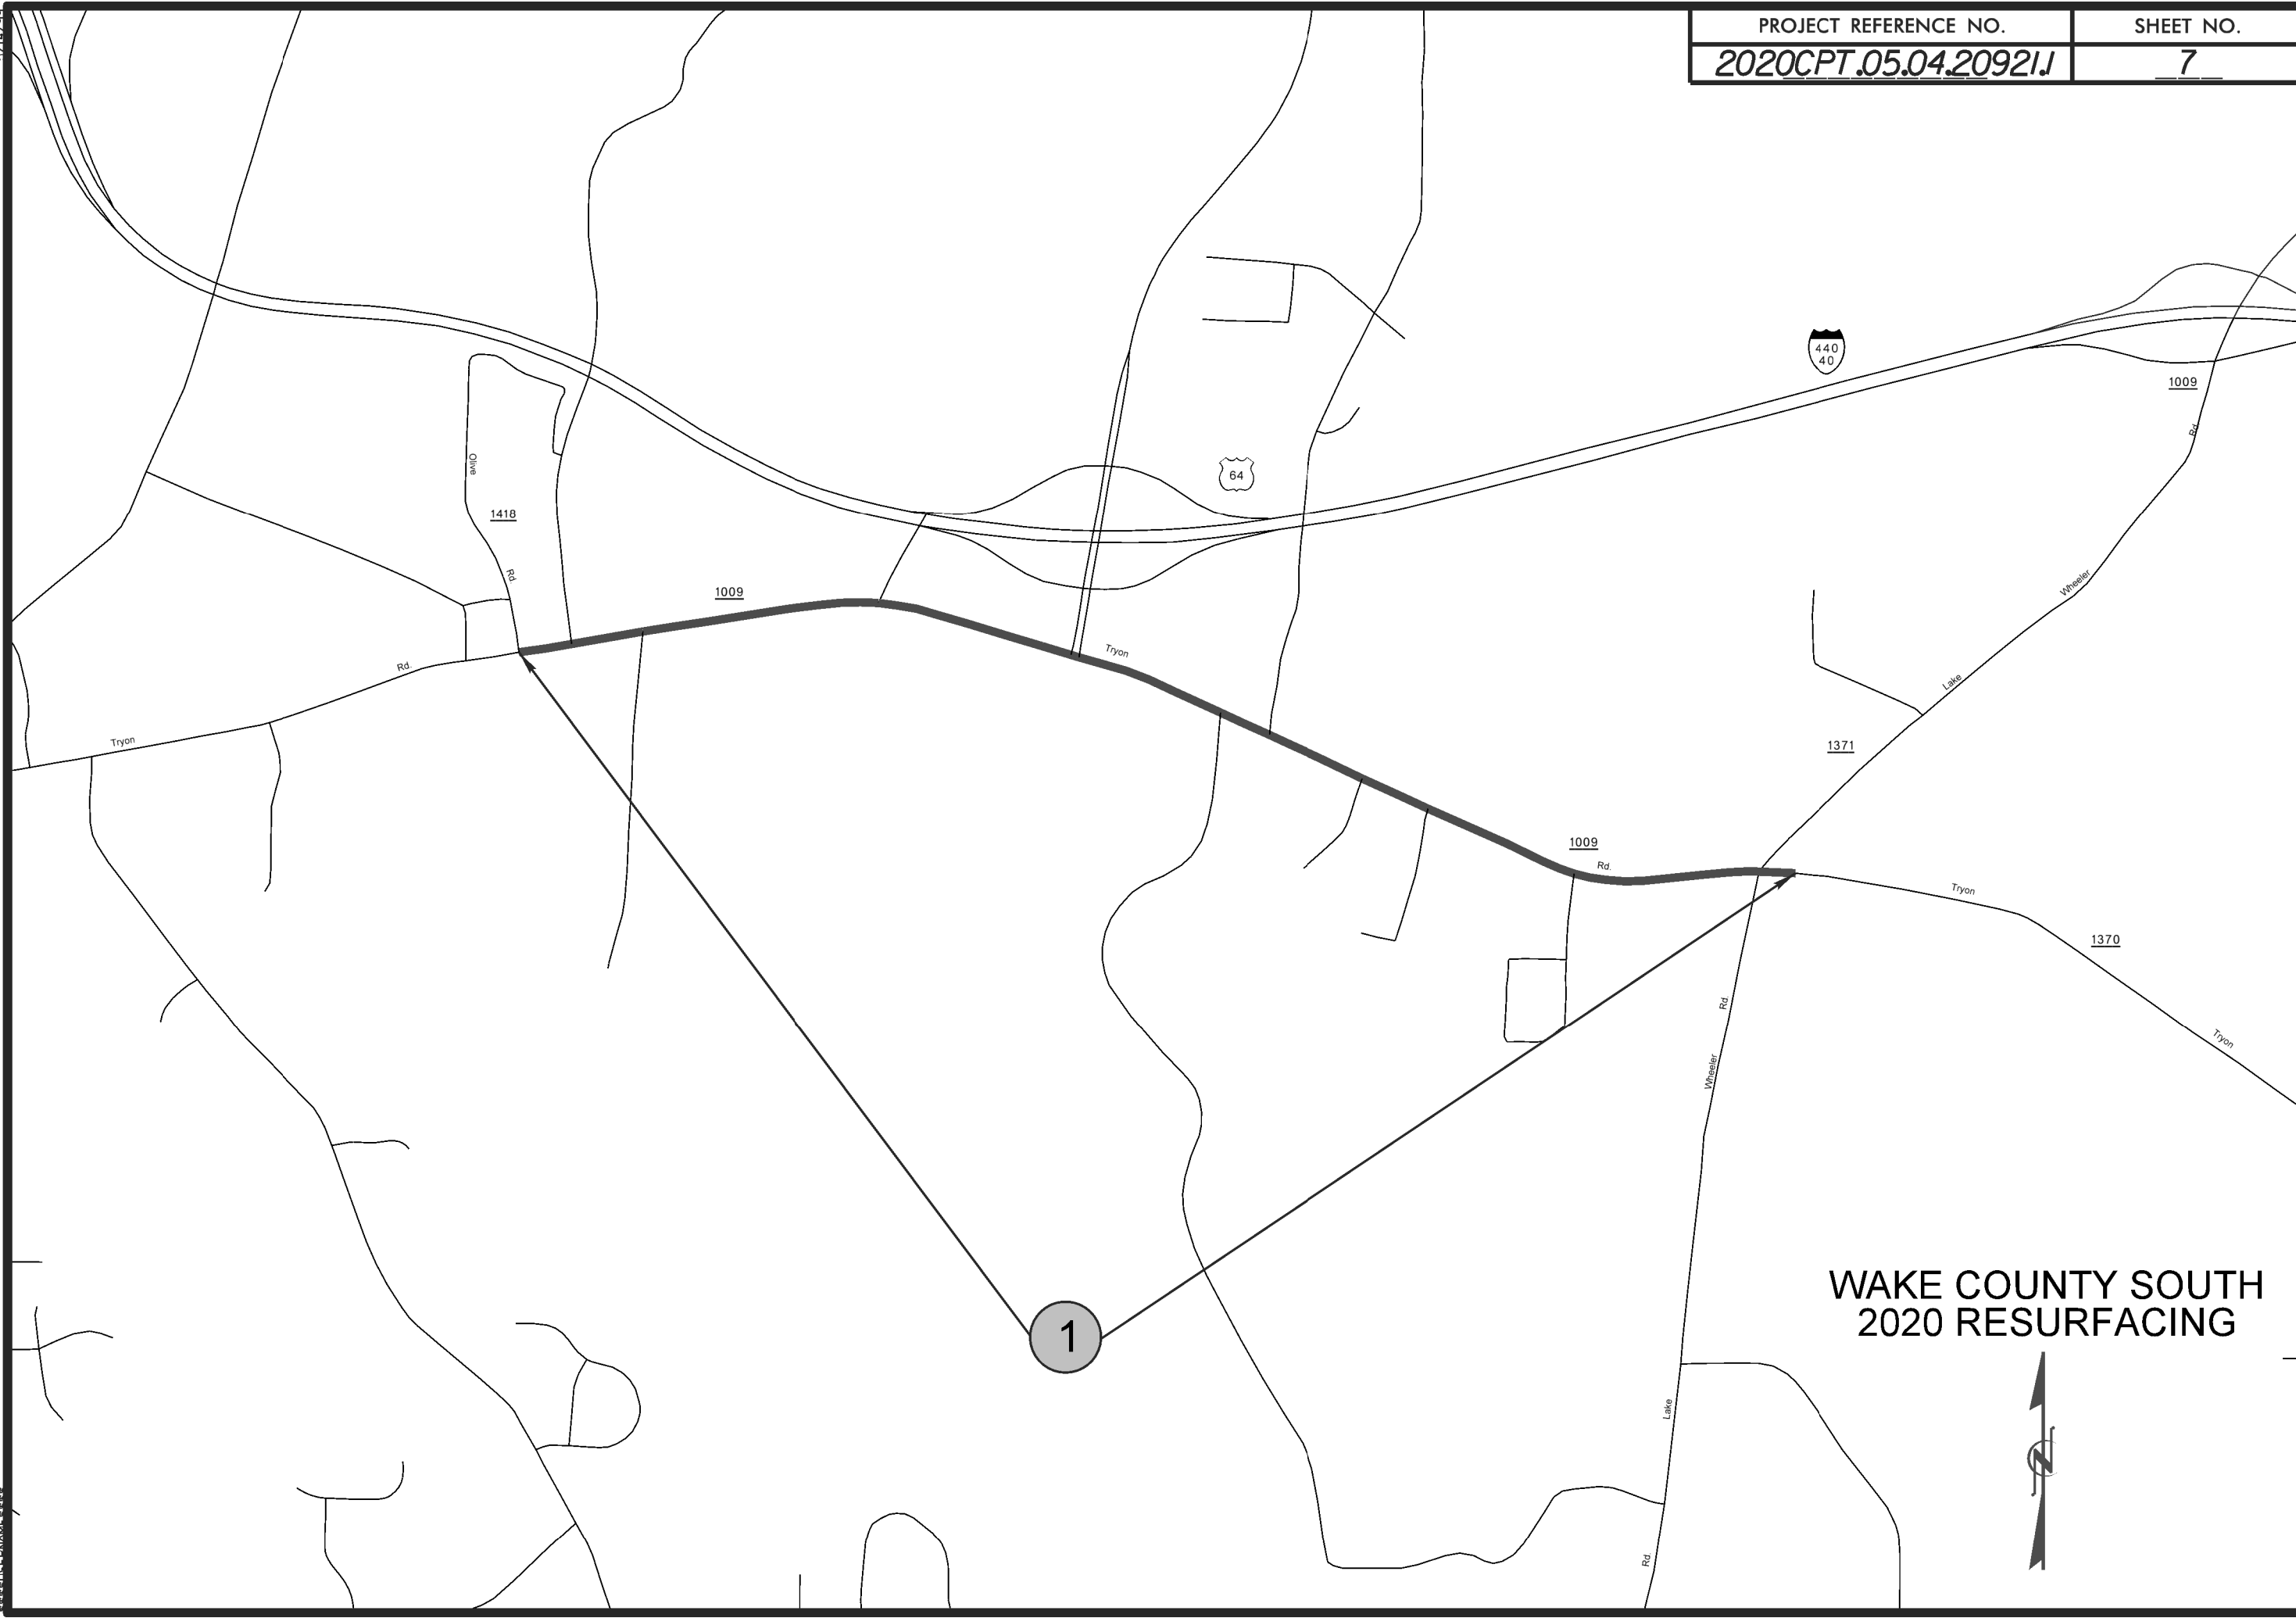 PROJECT REFERENCE NO. SHEET NO.
2020CPT.05.04.20921.1 7
440
40
1009
Rd.
Olive
64
1418
Rd.
Wheeler
1009
Rd.
Tryon
Lake
Tryon
1371
1009
Rd.
Tryon
1370
Rd.
Tryon
Wheeler
WAKE COUNTY SOUTH
2020 RESURFACING
1
Lake
N
Rd.